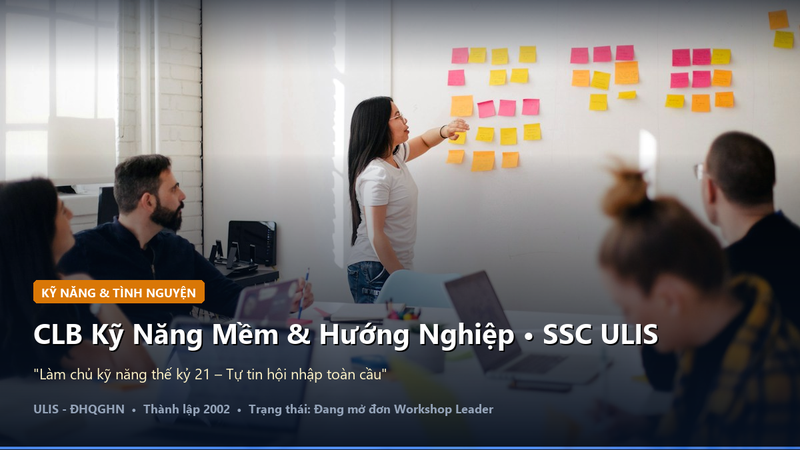 KỸ NĂNG & TÌNH NGUYỆN
CLB Kỹ Năng Mềm & Hướng Nghiệp • SSC ULIS
"Làm chủ kỹ năng thế kỷ 21 – Tự tin hội nhập toàn cầu"
ULIS - ĐHQGHN • Thành lập 2002 • Trạng thái: Đang mở đơn Workshop Leader